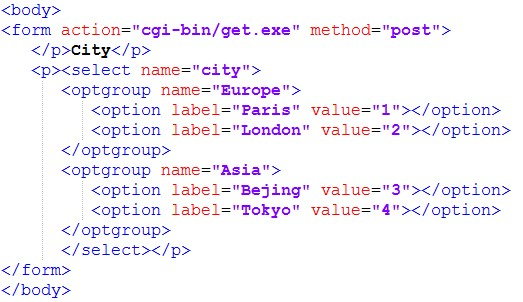 <body>
<form action="cgi-bin/get.exe" method="post">
</p>City</p>
<p><select name="city">
<optgroup name="Europe">
<option label="Paris" value="1"></option>
<option label="London" value="2"></option>
</optgroup>
<optgroup name="Asia">
<option label="Bejing" value="3"></option>
<option label="Tokyo" value="4"></option>
</optgroup>
</select></p>
</form>
</body>